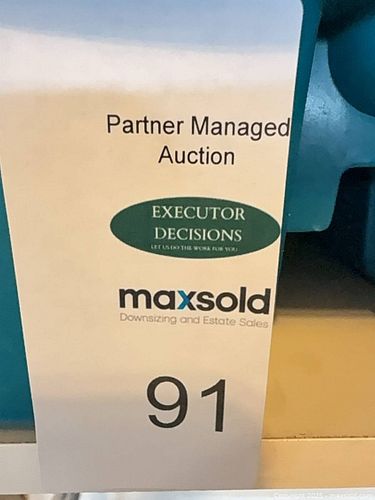 Partner Managed
Auction
EXECUTOR
DECISIONS
LET US DO THE WORK FOR YOU
maxsold
Downsizing and Estate Sales
91